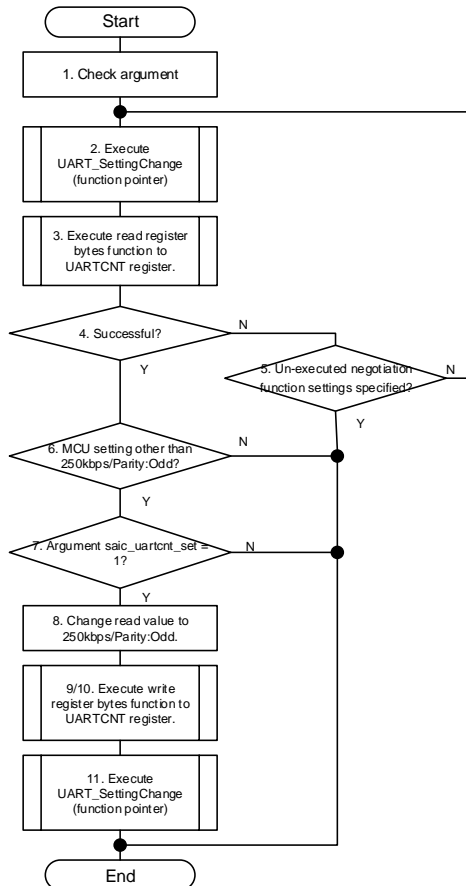 Start
1. Check argument
2. Execute
UART_SettingChange
(function pointer)
3. Execute read register
bytes function to
UARTCNT register.
4. Successful?
N
Y
5. Un-executed negotiation
function settings specified?
N
Y
6. MCU setting other than
250kbps/Parity:Odd?
N
Y
7. Argument saic_uartcnt_set =
1?
N
Y
8. Change read value to
250kbps/Parity:Odd.
9/10. Execute write
register bytes function to
UARTCNT register.
11. Execute
UART_SettingChange
(function pointer)
End